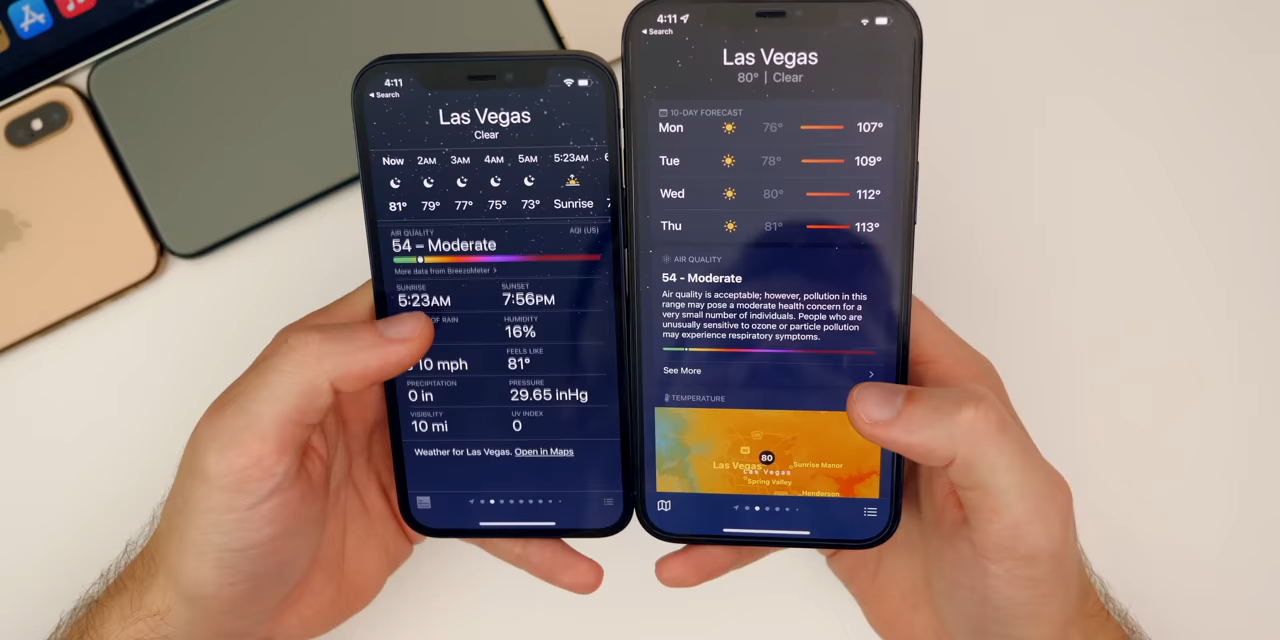 4:11
Search
Las Vegas
Clear
Now 2AM 3AM 4AM 5AM 5:23AM
81° 79° 77° 75° 73° Sunrise
AIR QUALITY AQI (US)
54 – Moderate
More data from BreezoMeter
SUNRISE SUNSET
5:23AM 7:56PM
OF RAIN HUMIDITY
16%
FEELS LIKE
10 mph 81°
PRECIPITATION PRESSURE
0 in 29.65 inHg
VISIBILITY UV INDEX
10 mi 0
Weather for Las Vegas. Open in Maps
4:11
Search
Las Vegas
80° | Clear
10-DAY FORECAST
Mon 76° 107°
Tue 78° 109°
Wed 80° 112°
Thu 81° 113°
AIR QUALITY
54 - Moderate
Air quality is acceptable; however, pollution in this
range may pose a moderate health concern for a
very small number of individuals. People who are
unusually sensitive to ozone or particle pollution
may experience respiratory symptoms.
See More
TEMPERATURE
80
Las Vegas Sunrise Manor
Las Vegas
Spring Valley
Henderson